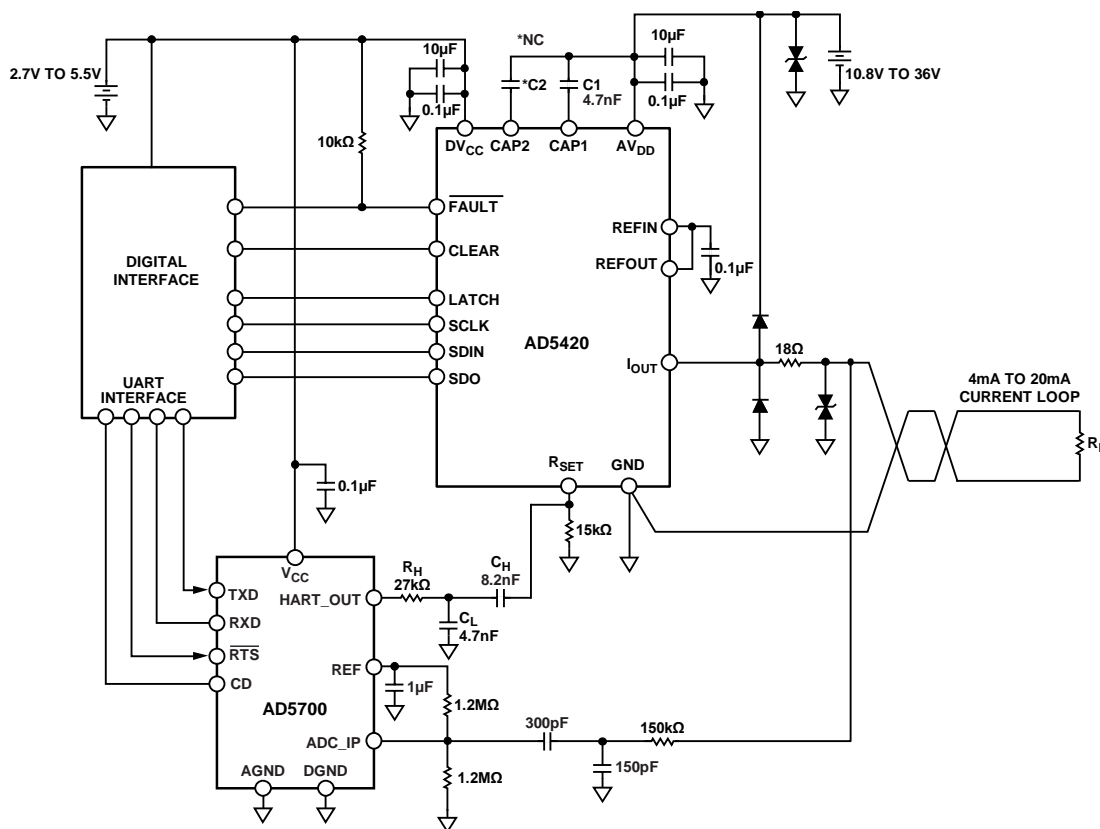 2.7V TO 5.5V
10µF
0.1µF
*NC
*C2
C1
4.7nF
10µF
0.1µF
10.8V TO 36V
10kΩ
DVCC
CAP2
CAP1
AVDD
FAULT
CLEAR
LATCH
SCLK
SDIN
SDO
AD5420
REFIN
REFOUT
0.1µF
IOUT
RSET
GND
DIGITAL
INTERFACE
UART
INTERFACE
18Ω
4mA TO 20mA
CURRENT LOOP
0.1µF
15kΩ
VCC
TXD
RXD
RTS
CD
AD5700
HART_OUT
REF
ADC_IP
AGND
DGND
RH
27kΩ
CH
8.2nF
CL
4.7nF
1µF
1.2MΩ
1.2MΩ
300pF
150kΩ
150pF